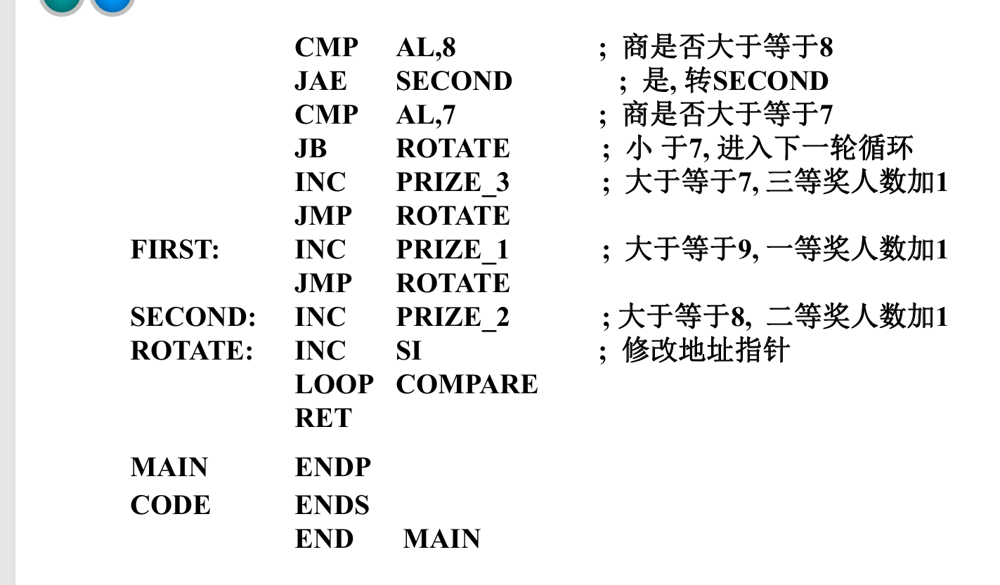 CMP AL,8 ; 商是否大于等于8
JAE SECOND ; 是, 转SECOND
CMP AL,7 ; 商是否大于等于7
JB ROTATE ; 小 于7, 进入下一轮循环
INC PRIZE_3 ; 大于等于7, 三等奖人数加1
JMP ROTATE
FIRST: INC PRIZE_1 ; 大于等于9, 一等奖人数加1
JMP ROTATE
SECOND: INC PRIZE_2 ; 大于等于8, 二等奖人数加1
ROTATE: INC SI ; 修改地址指针
LOOP COMPARE
RET
MAIN ENDP
CODE ENDS
END MAIN